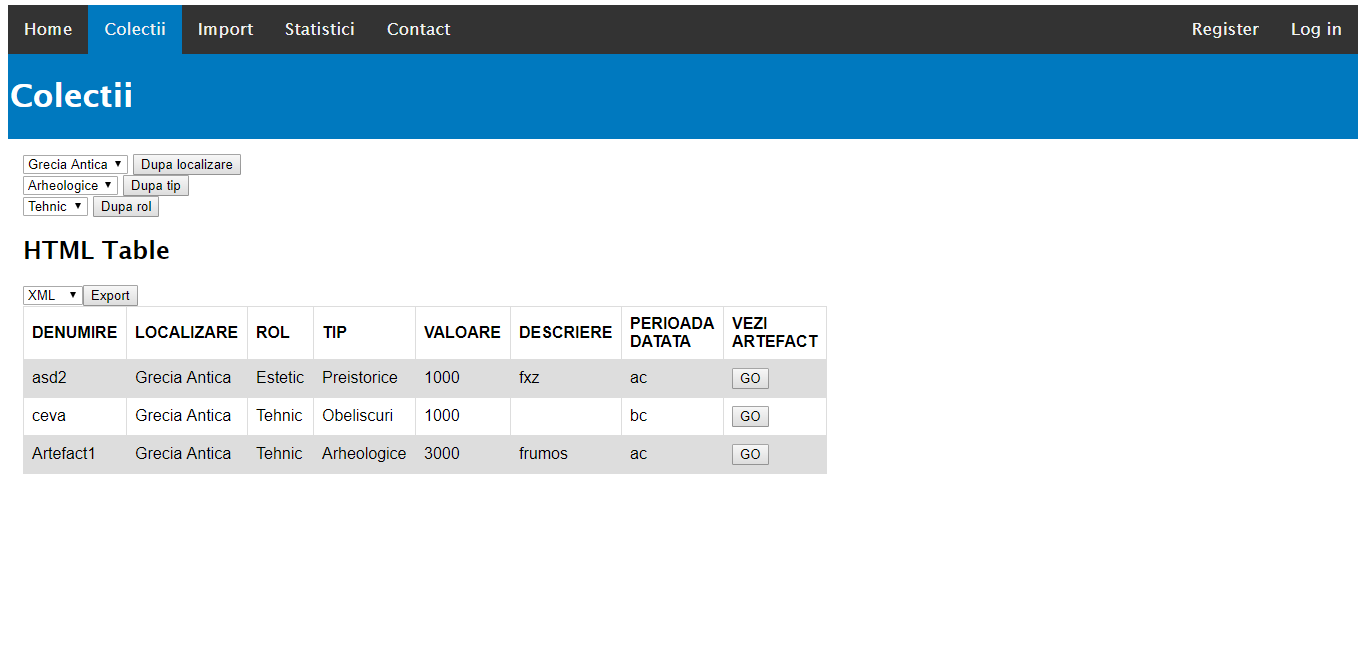 Home Colectii Import Statistici Contact Register Log in
Colectii
Grecia Antica Dupa localizare
Arheologice Dupa tip
Tehnic Dupa rol
HTML Table
XML Export
DENUMIRE LOCALIZARE ROL TIP VALOARE DESCRIERE PERIOADA DATATA VEZI ARTEFACT
asd2 Grecia Antica Estetic Preistorice 1000 fxz ac GO
ceva Grecia Antica Tehnic Obeliscuri 1000 bc GO
Artefact1 Grecia Antica Tehnic Arheologice 3000 frumos ac GO